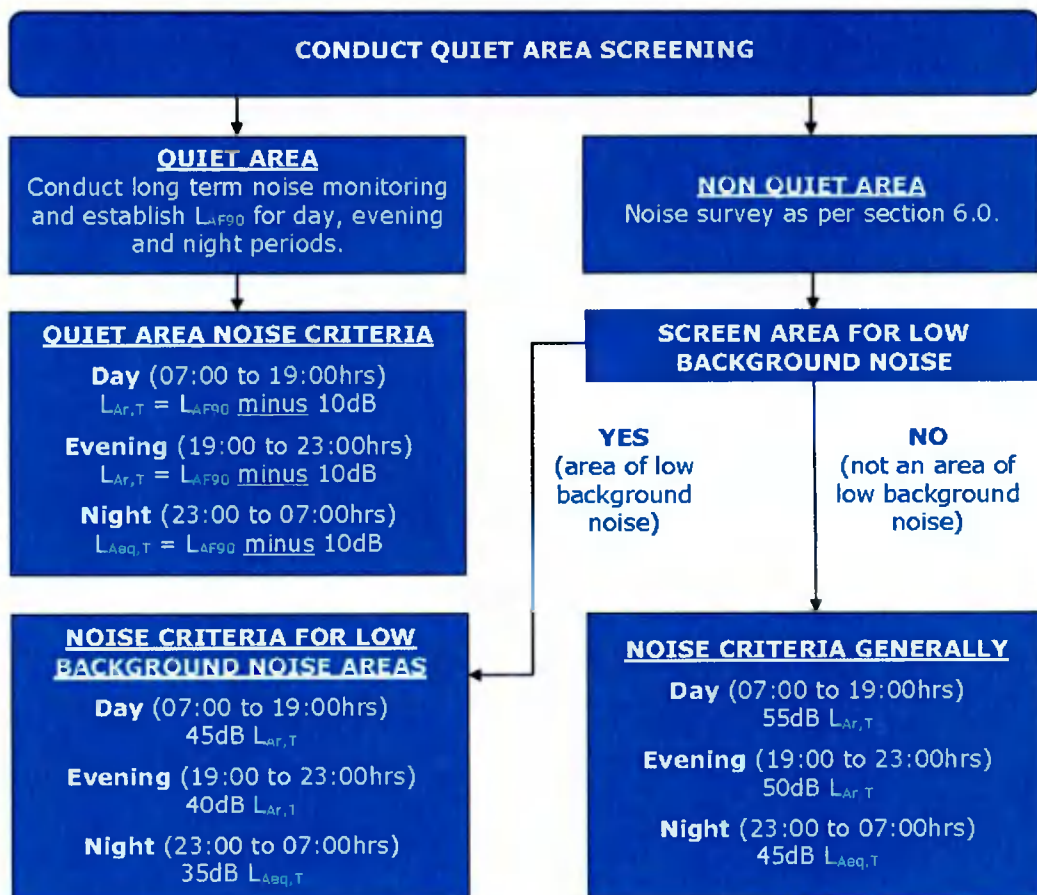 CONDUCT QUIET AREA SCREENING
QUIET AREA
Conduct long term noise monitoring
and establish LAF90 for day, evening
and night periods.
NON QUIET AREA
Noise survey as per section 6.0.
QUIET AREA NOISE CRITERIA
Day (07:00 to 19:00hrs)
LAr,T = LAF90 minus 10dB
Evening (19:00 to 23:00hrs)
LAr,T = LAF90 minus 10dB
Night (23:00 to 07:00hrs)
LAeq,T = LAF90 minus 10dB
SCREEN AREA FOR LOW
BACKGROUND NOISE
YES
(area of low
background
noise)
NO
(not an area of
low background
noise)
NOISE CRITERIA FOR LOW
BACKGROUND NOISE AREAS
Day (07:00 to 19:00hrs)
45dB LAr,T
Evening (19:00 to 23:00hrs)
40dB LAr,T
Night (23:00 to 07:00hrs)
35dB LAeq,T
NOISE CRITERIA GENERALLY
Day (07:00 to 19:00hrs)
55dB LAr,T
Evening (19:00 to 23:00hrs)
50dB LAr,T
Night (23:00 to 07:00hrs)
45dB LAeq,T